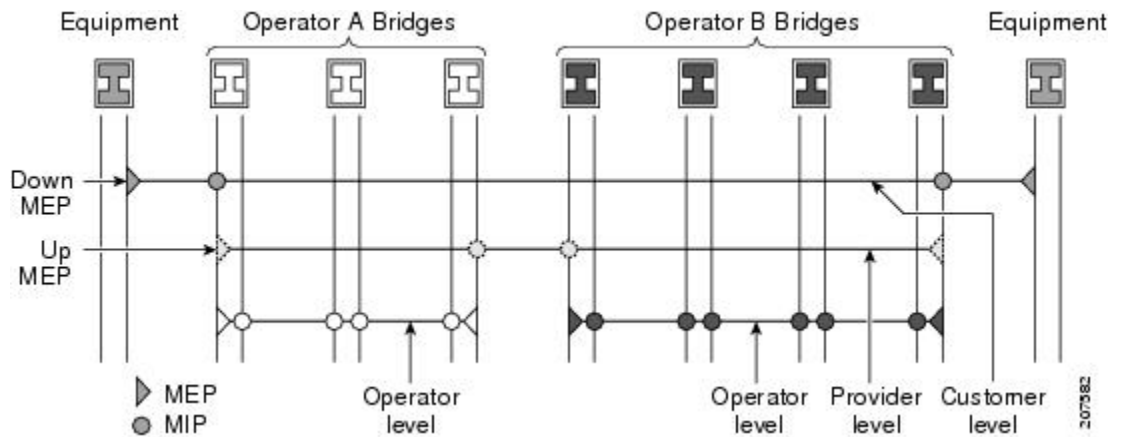 Equipment
Operator A Bridges
Operator B Bridges
Equipment
Down
MEP
Up
MEP
MEP
MIP
Operator
level
Operator
level
Provider
level
Customer
level
207582